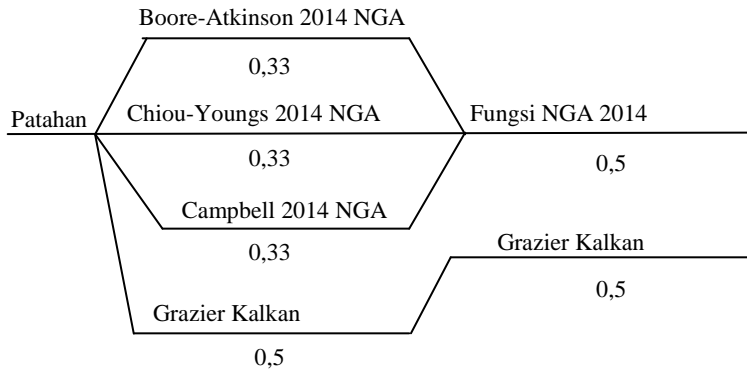 Boore-Atkinson 2014 NGA
0,33
Patahan
Chiou-Youngs 2014 NGA
Fungsi NGA 2014
0,33
0,5
Campbell 2014 NGA
0,33
Grazier Kalkan
0,5
Grazier Kalkan
0,5